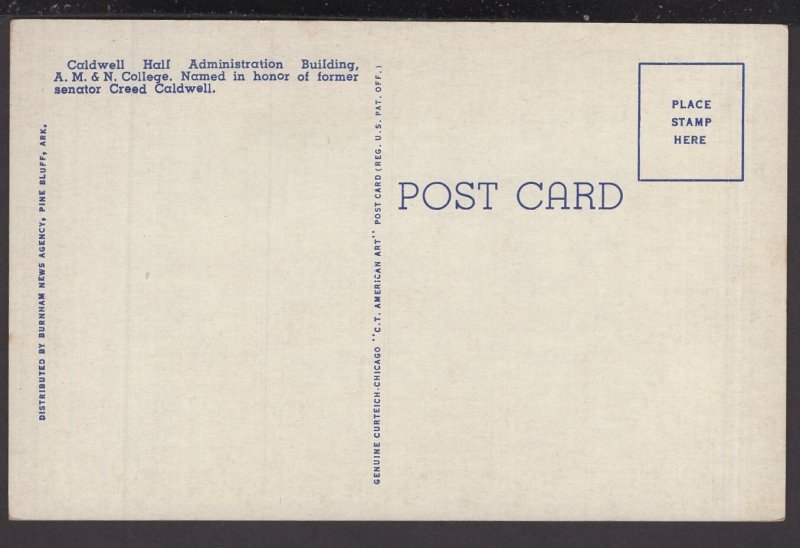 Caldwell Hall Administration Building,
A. M. & N. College. Named in honor of former
senator Creed Caldwell.
DISTRIBUTED BY BURNHAM NEWS AGENCY, PINE BLUFF, ARK.
GENUINE CURTEICH-CHICAGO "C.T. AMERICAN ART" POST CARD (REG. U.S. PAT. OFF.)
POST CARD
PLACE
STAMP
HERE